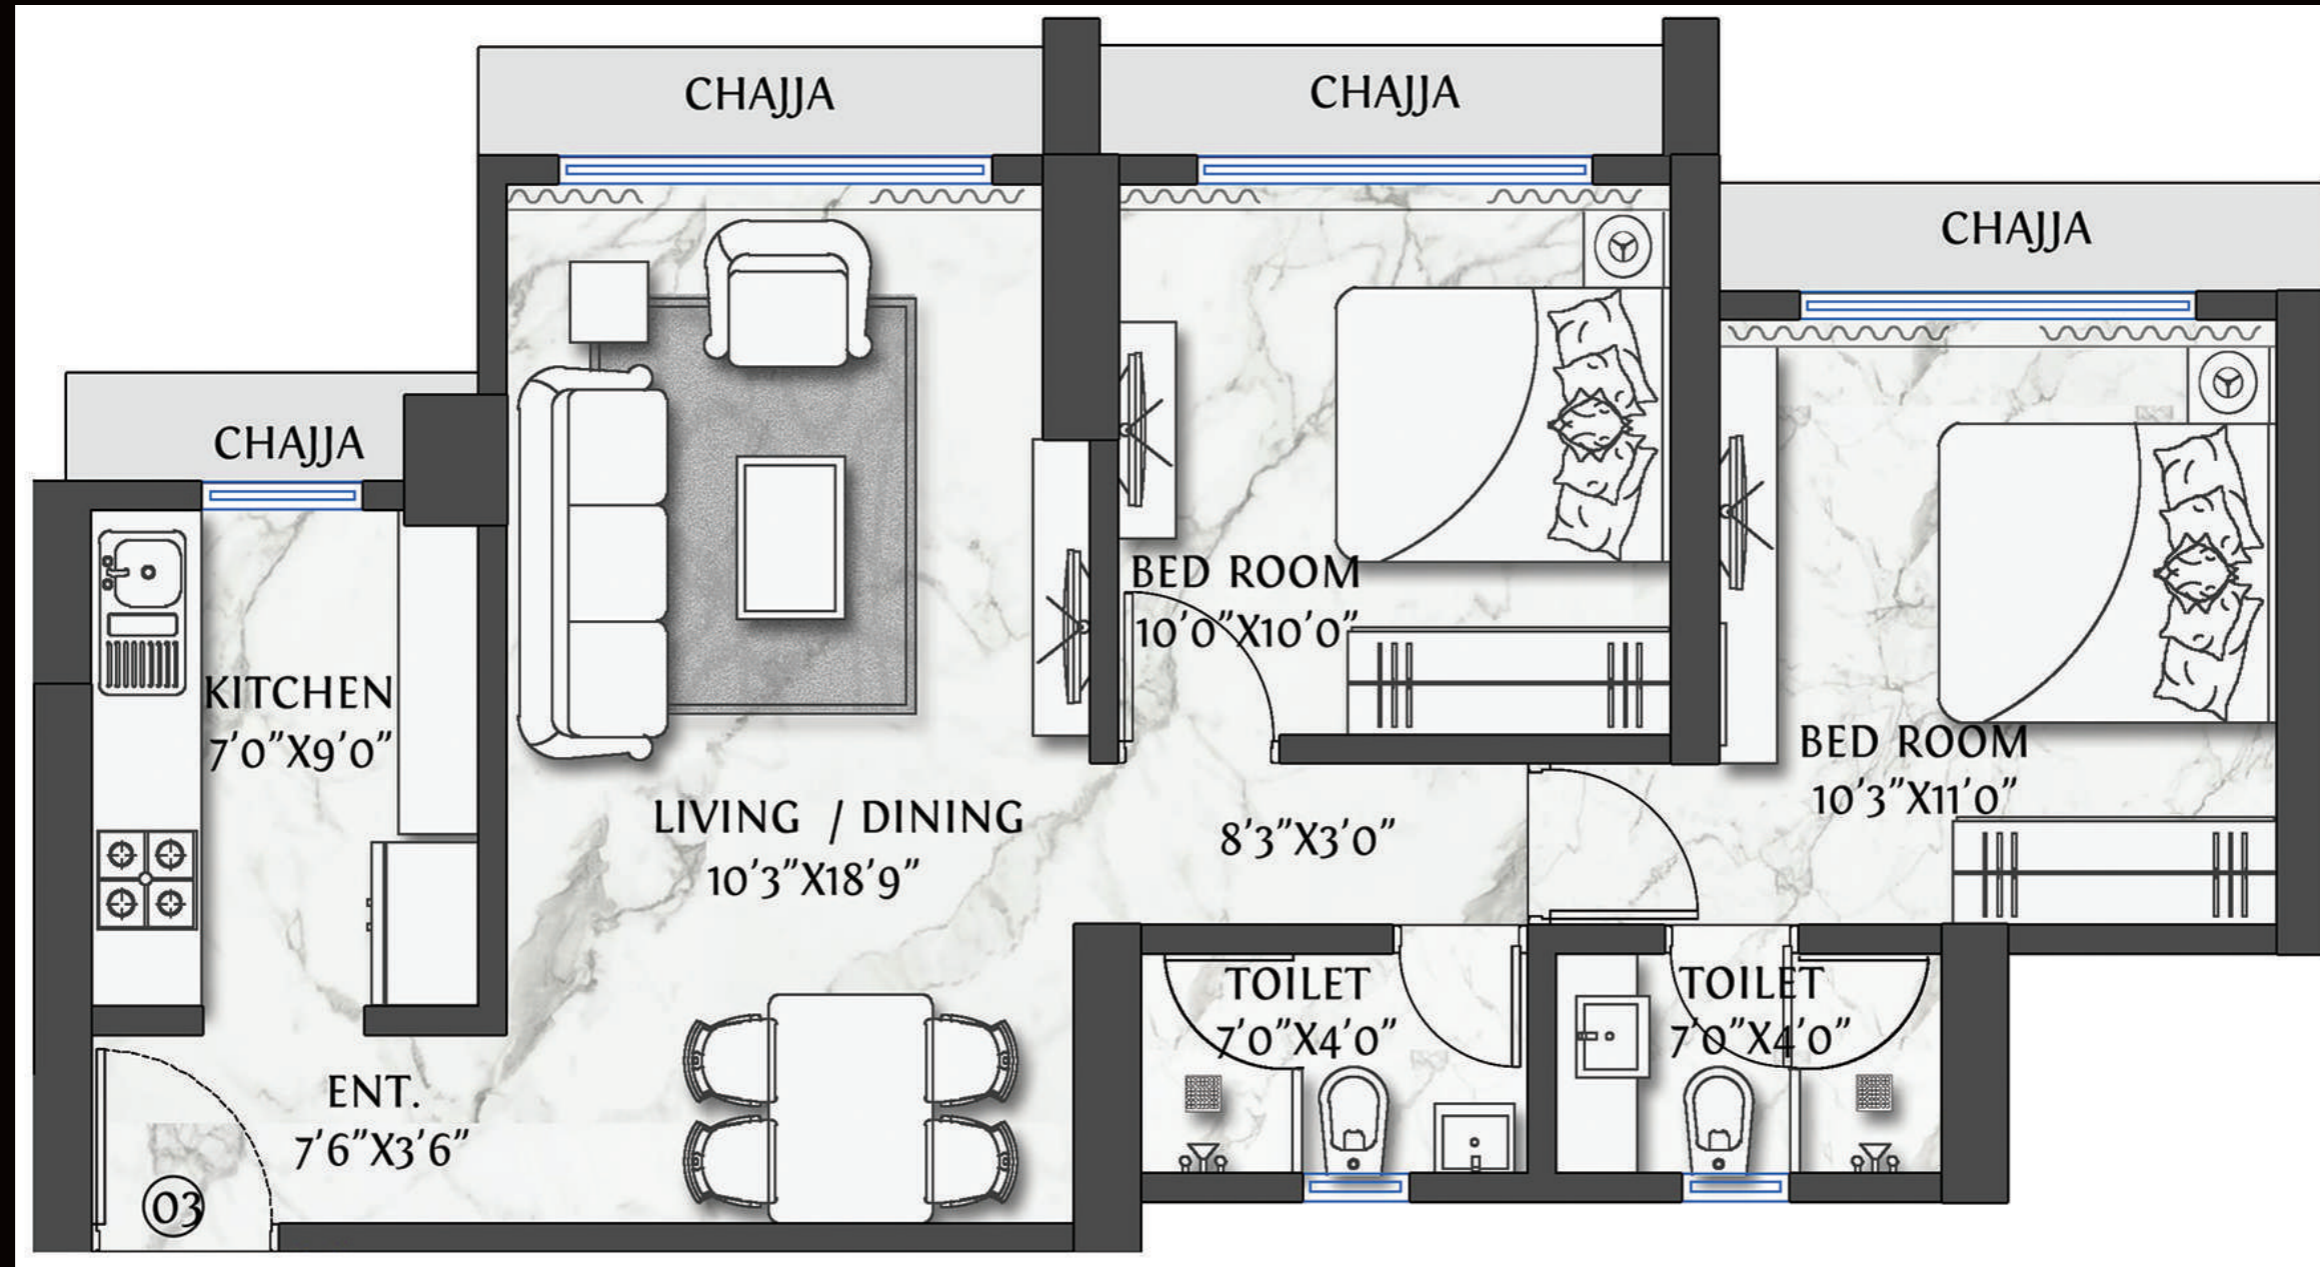 CHAJJA
CHAJJA
CHAJJA
CHAJJA
BED ROOM
10'0"X10'0"
KITCHEN
7'0"X9'0"
BED ROOM
10'3"X11'0"
LIVING / DINING
10'3"X18'9"
8'3"X3'0"
TOILET
7'0"X4'0"
TOILET
7'0"X4'0"
ENT.
7'6"X3'6"
03